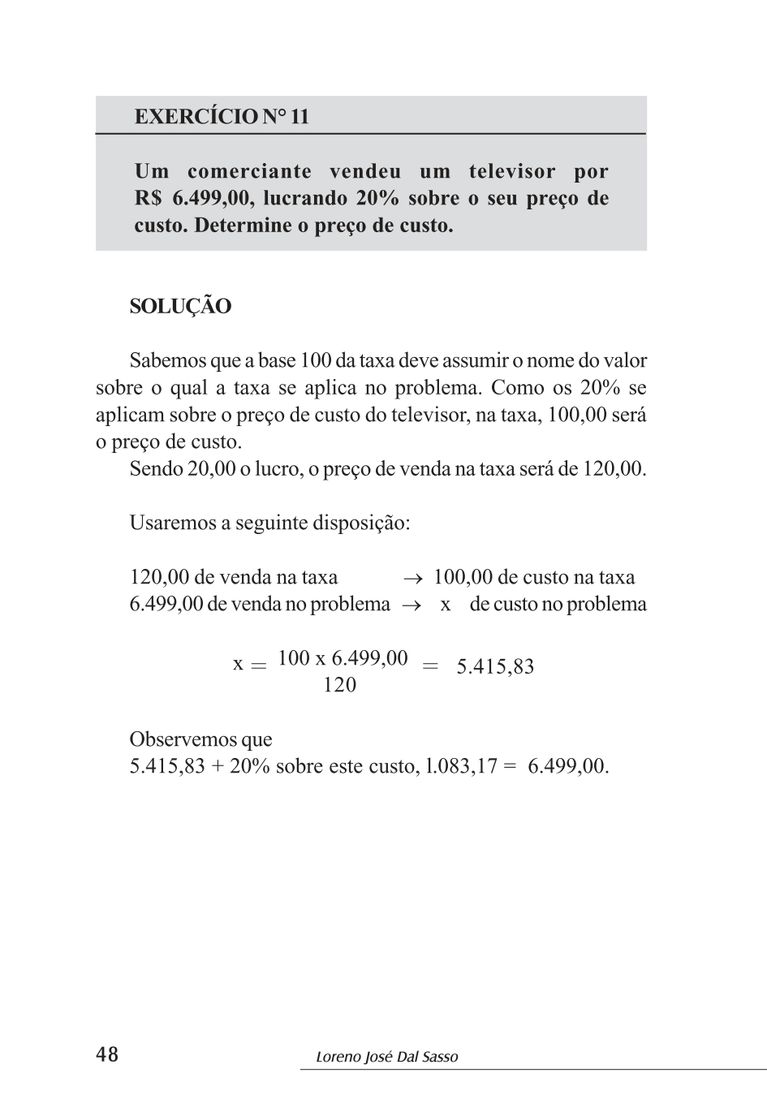 EXERCÍCIO N° 11
Um comerciante vendeu um televisor por
R$ 6.499,00, lucrando 20% sobre o seu preço de
custo. Determine o preço de custo.
SOLUÇÃO
Sabemos que a base 100 da taxa deve assumir o nome do valor
sobre o qual a taxa se aplica no problema. Como os 20% se
aplicam sobre o preço de custo do televisor, na taxa, 100,00 será
o preço de custo.
Sendo 20,00 o lucro, o preço de venda na taxa será de 120,00.
Usaremos a seguinte disposição:
120,00 de venda na taxa → 100,00 de custo na taxa
6.499,00 de venda no problema → x de custo no problema
x = 100 x 6.499,00 = 5.415,83
120
Observemos que
5.415,83 + 20% sobre este custo, l.083,17 = 6.499,00.
48 Loreno José Dal Sasso